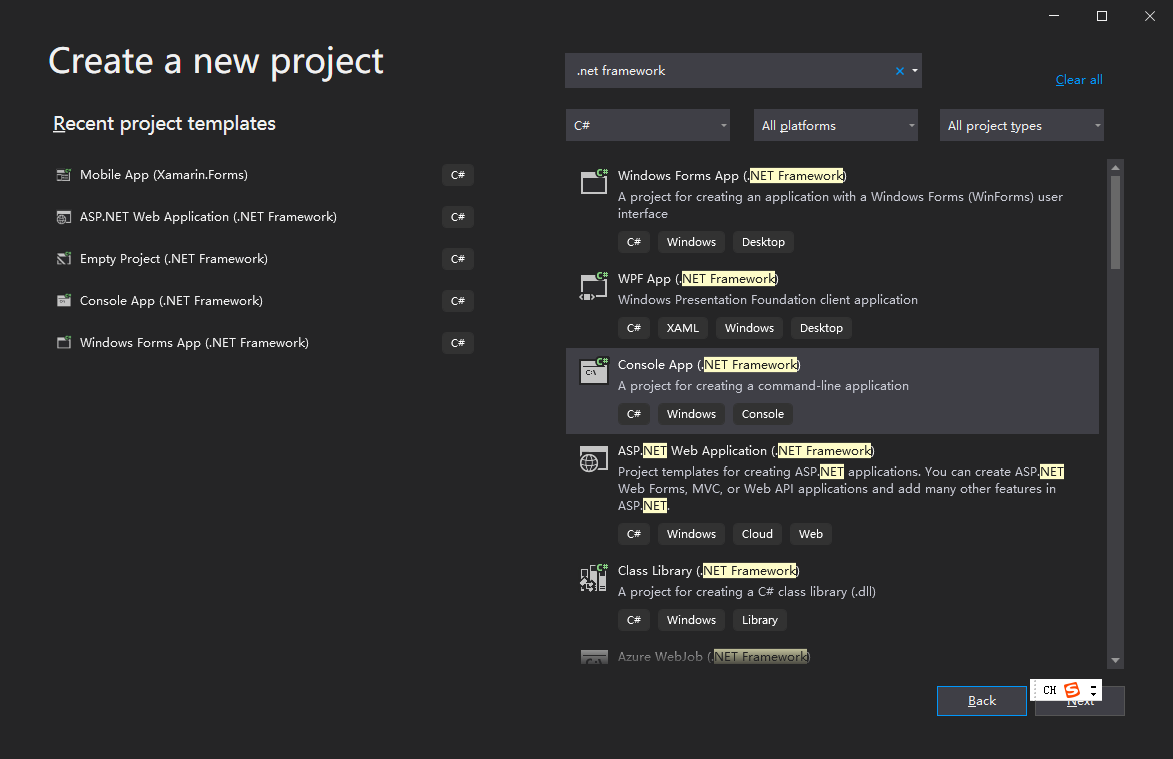 Create a new project
Recent project templates
Mobile App (Xamarin.Forms)
C#
ASP.NET Web Application (.NET Framework)
C#
Empty Project (.NET Framework)
C#
Console App (.NET Framework)
C#
Windows Forms App (.NET Framework)
C#
.net framework
Clear all
C#
All platforms
All project types
Windows Forms App (.NET Framework)
A project for creating an application with a Windows Forms (WinForms) user
interface
C# Windows Desktop
WPF App (.NET Framework)
Windows Presentation Foundation client application
C# XAML Windows Desktop
Console App (.NET Framework)
A project for creating a command-line application
C# Windows Console
ASP.NET Web Application (.NET Framework)
Project templates for creating ASP.NET applications. You can create ASP.NET
Web Forms, MVC, or Web API applications and add many other features in
ASP.NET.
C# Windows Cloud Web
Class Library (.NET Framework)
A project for creating a C# class library (.dll)
C# Windows Library
Azure WebJob (.NET Framework)
CH
Back
Next